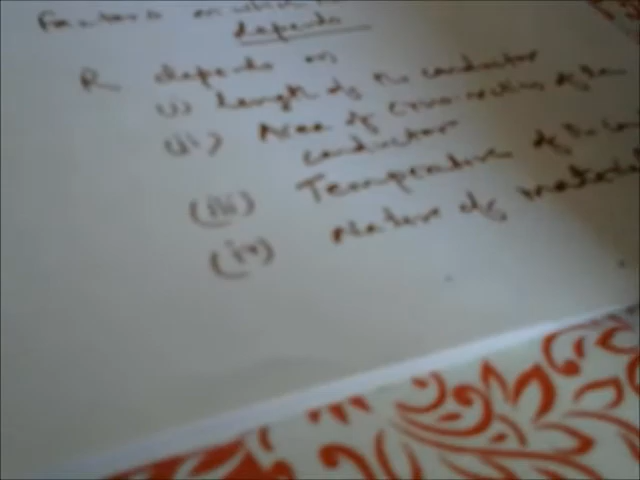 Factors on which
depends
R depends on
(i) Length of the conductor
(ii) Area of cross-section of the
conductor
(iii) Temperature of the
(iv) Nature of material